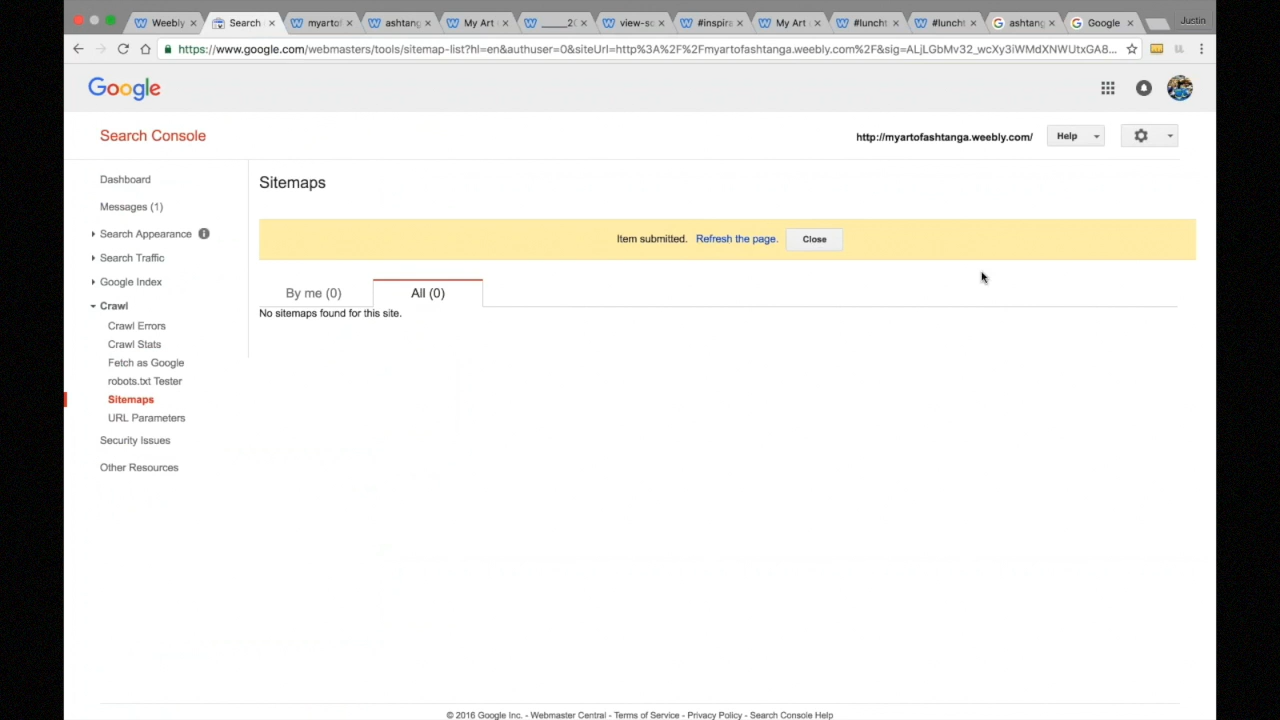 Weebly
Search
myartof
ashtang
My Art
_____20
view-so
#inspira
My Art
#luncht
#luncht
ashtang
Google
Justin
https://www.google.com/webmasters/tools/sitemap-list?hl=en&authuser=0&siteUrl=http%3A%2F%2Fmyartofashtanga.weebly.com%2F&sig=ALjLGbMv32_wcXy3iWMdXNWUtxGA8...
Google
Search Console
http://myartofashtanga.weebly.com/
Help
Dashboard
Messages (1)
Search Appearance
Search Traffic
Google Index
Crawl
Crawl Errors
Crawl Stats
Fetch as Google
robots.txt Tester
Sitemaps
URL Parameters
Security Issues
Other Resources
Sitemaps
Item submitted. Refresh the page. Close
By me (0) All (0)
No sitemaps found for this site.
© 2016 Google Inc. - Webmaster Central - Terms of Service - Privacy Policy - Search Console Help